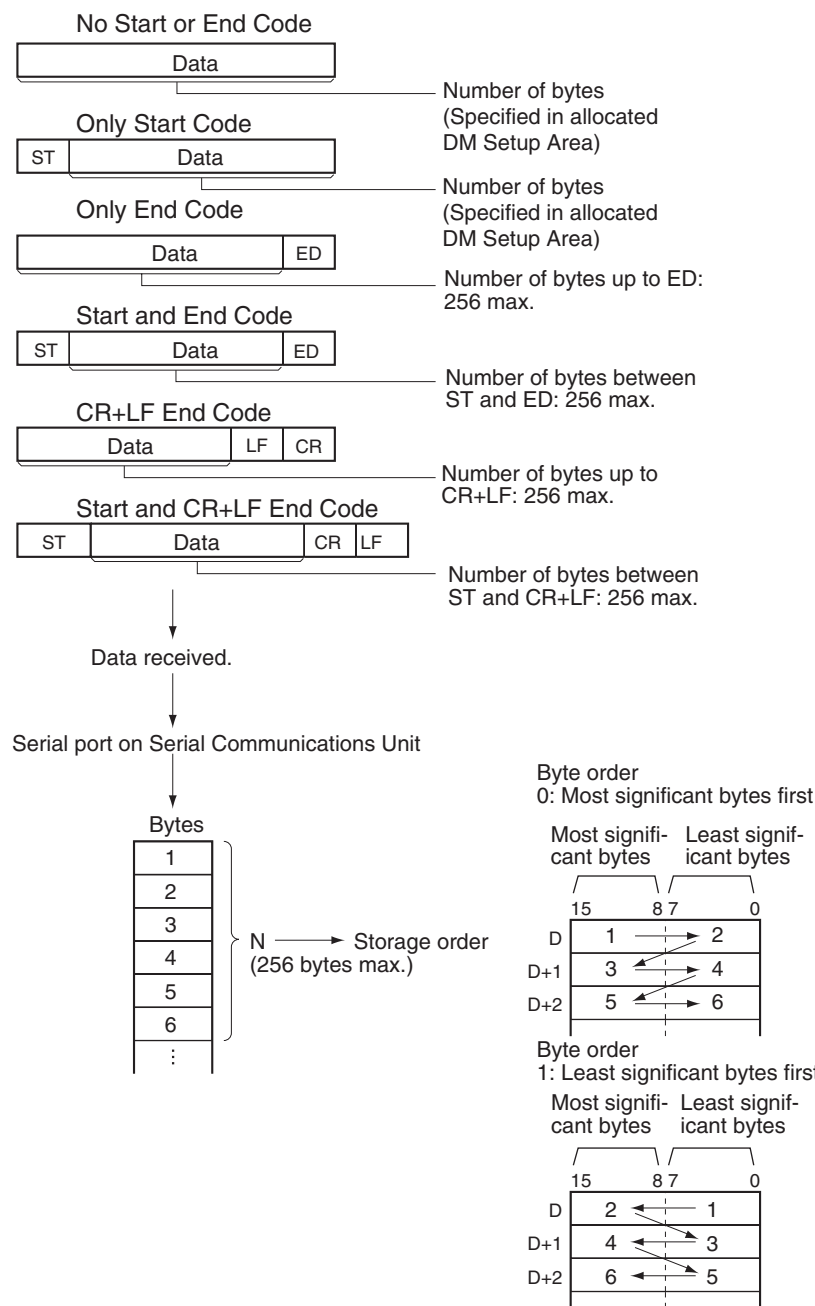 No Start or End Code
Data
Number of bytes
(Specified in allocated
DM Setup Area)
Only Start Code
ST Data
Number of bytes
(Specified in allocated
DM Setup Area)
Only End Code
Data ED
Number of bytes up to ED:
256 max.
Start and End Code
ST Data ED
Number of bytes between
ST and ED: 256 max.
CR+LF End Code
Data LF CR
Number of bytes up to
CR+LF: 256 max.
Start and CR+LF End Code
ST Data CR LF
Number of bytes between
ST and CR+LF: 256 max.
Data received.
Serial port on Serial Communications Unit
Bytes
1
2
3
4
5
6
⋮
N
(256 bytes max.)
Storage order
Byte order
0: Most significant bytes first
Most signifi-
cant bytes
Least signif-
icant bytes
15 8 7 0
D 1 2
D+1 3 4
D+2 5 6
Byte order
1: Least significant bytes first
Most signifi-
cant bytes
Least signif-
icant bytes
15 8 7 0
D 2 1
D+1 4 3
D+2 6 5